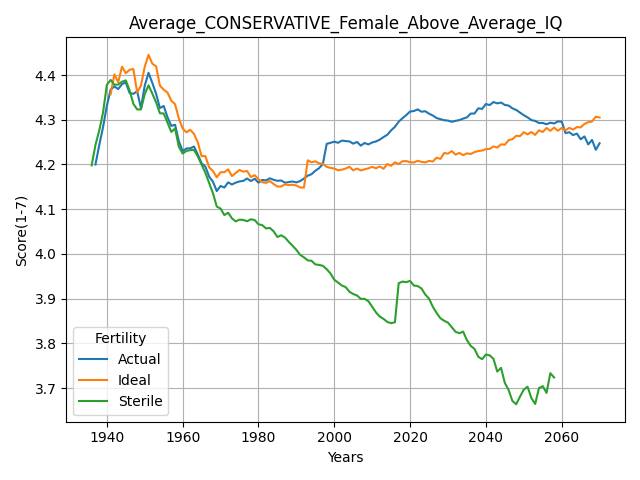 Average_CONSERVATIVE_Female_Above_Average_IQ
Score(1-7)
4.4
4.3
4.2
4.1
4.0
3.9
3.8
3.7
Fertility
Actual
Ideal
Sterile
1940 1960 1980 2000 2020 2040 2060
Years